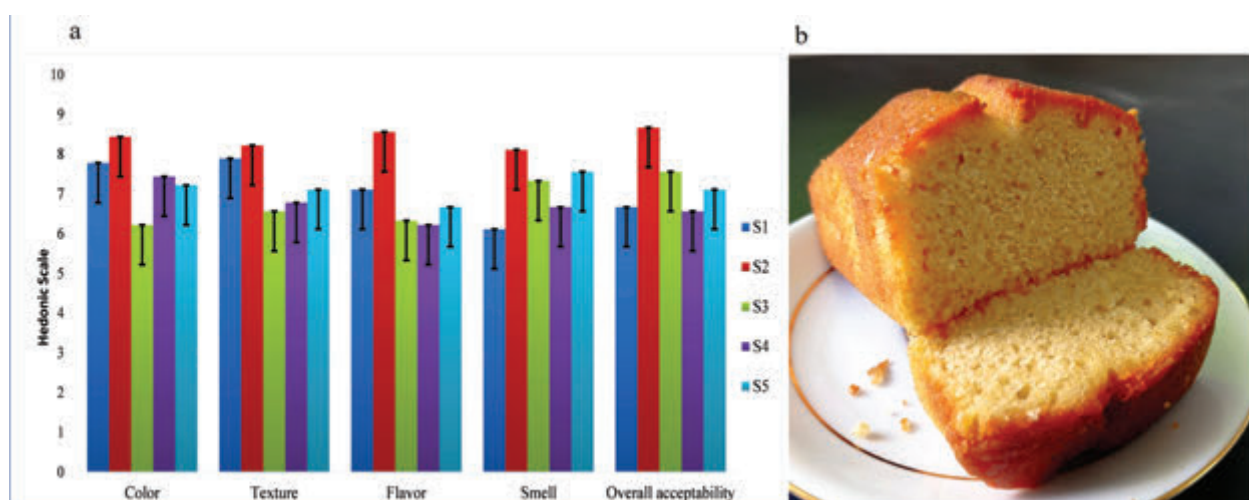 a
b
10
9
8
7
6
5
4
3
2
1
0
Hedonic Scale
Color
Texture
Flavor
Smell
Overall acceptability
S1
S2
S3
S4
S5